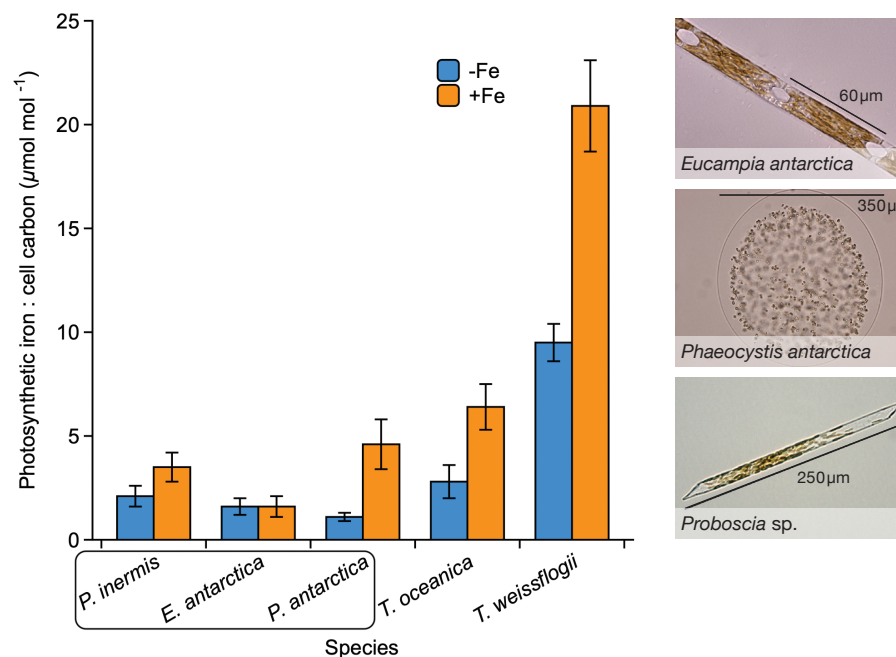 25
20
15
10
5
0
Photosynthetic iron : cell carbon (µmol mol -1)
-Fe
+Fe
P. inermis
E. antarctica
P. antarctica
T. oceanica
T. weissflogii
Species
60µm
Eucampia antarctica
350µ
Phaeocystis antarctica
250µm
Proboscia sp.